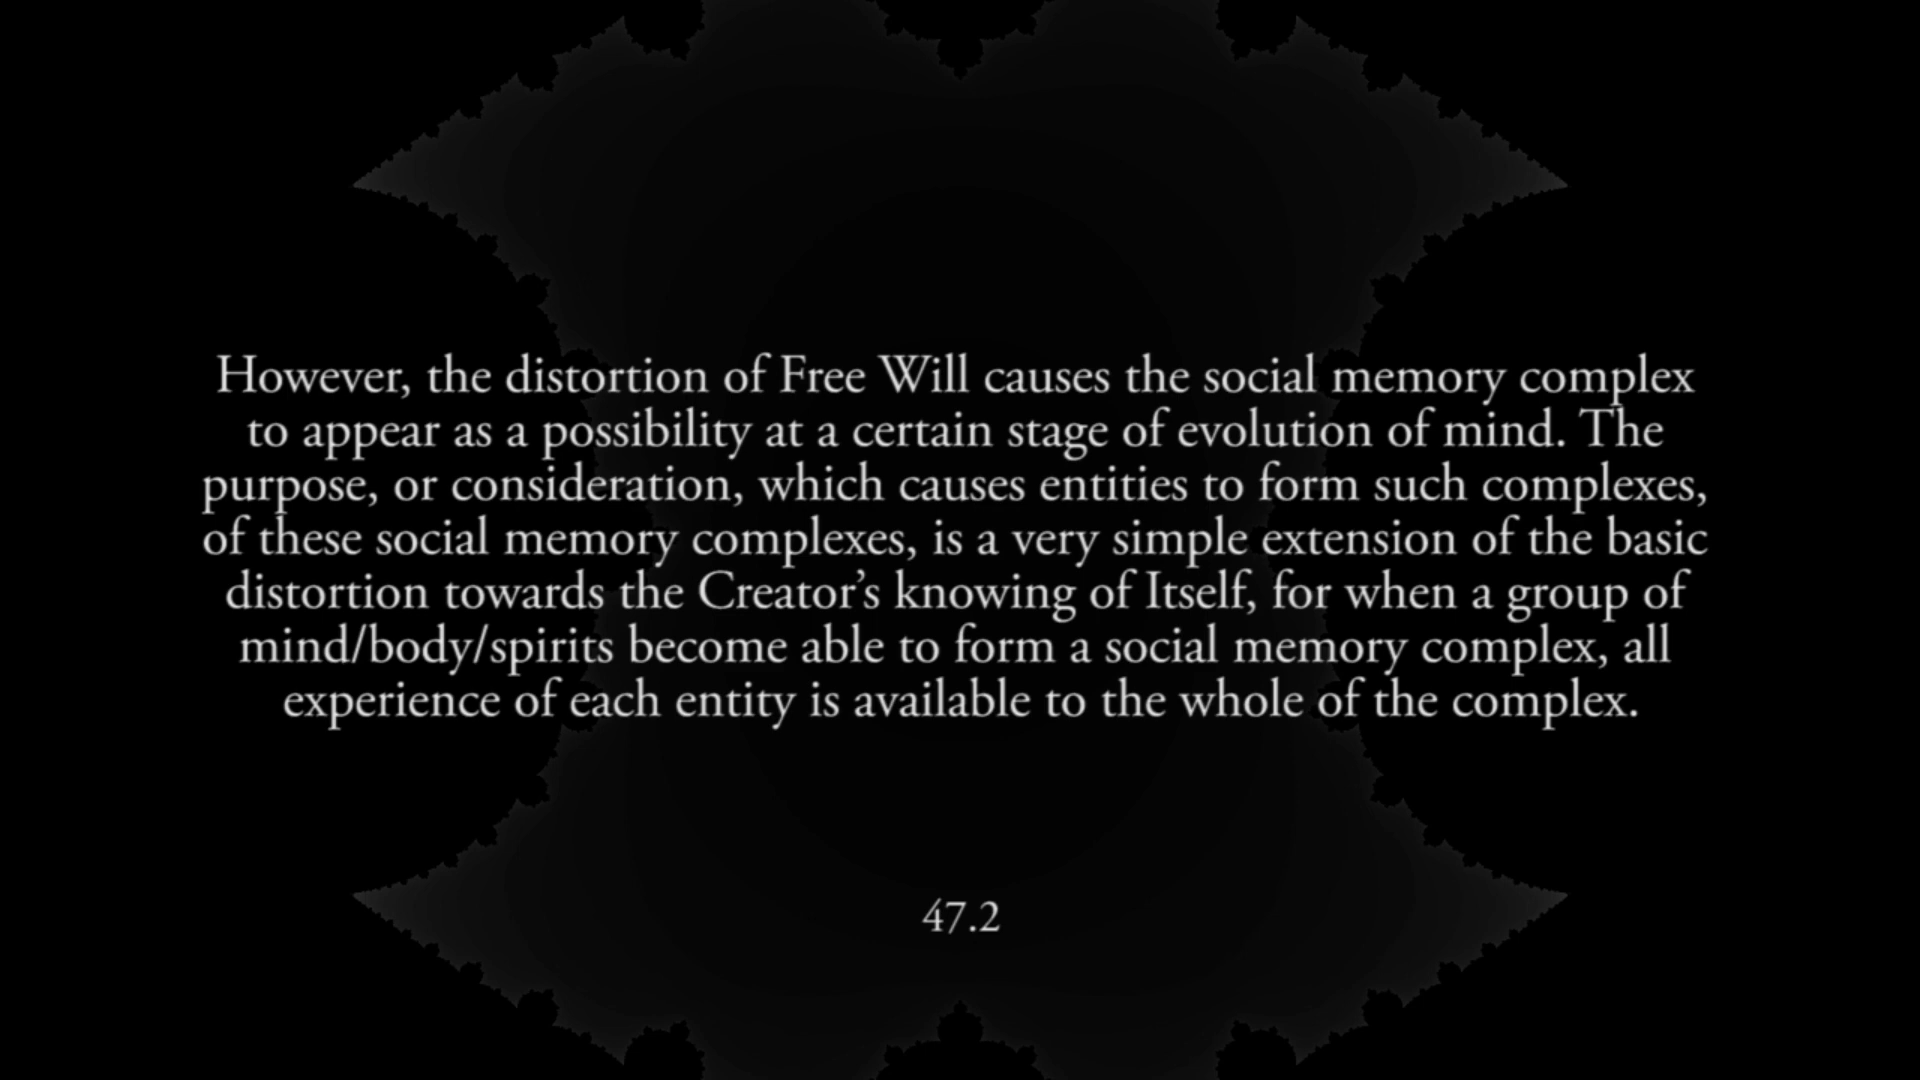 However, the distortion of Free Will causes the social memory complex
to appear as a possibility at a certain stage of evolution of mind. The
purpose, or consideration, which causes entities to form such complexes,
of these social memory complexes, is a very simple extension of the basic
distortion towards the Creator’s knowing of Itself, for when a group of
mind/body/spirits become able to form a social memory complex, all
experience of each entity is available to the whole of the complex.
47.2